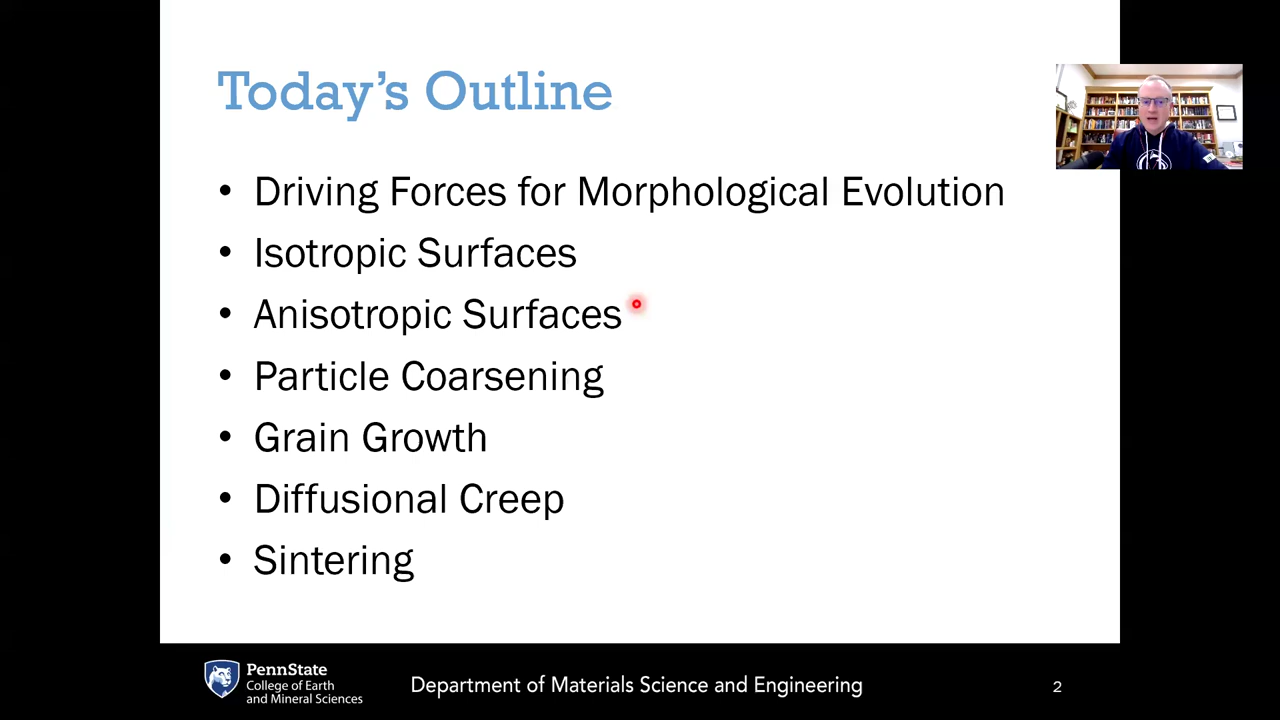 Today's Outline
• Driving Forces for Morphological Evolution
• Isotropic Surfaces
• Anisotropic Surfaces
• Particle Coarsening
• Grain Growth
• Diffusional Creep
• Sintering
PennState
College of Earth
and Mineral Sciences
Department of Materials Science and Engineering
2